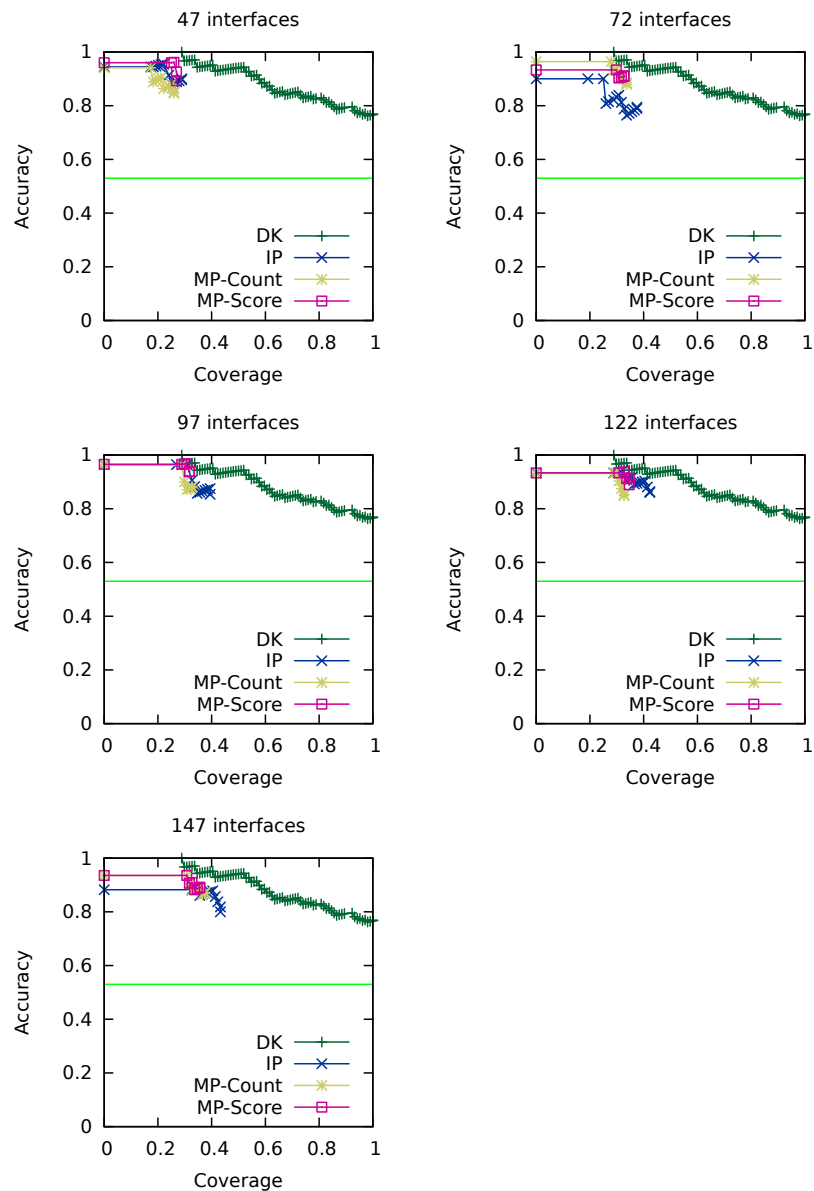 47 interfaces
1
0.8
0.6
0.4
0.2
0
Accuracy
DK
IP
MP-Count
MP-Score
0 0.2 0.4 0.6 0.8 1
Coverage
72 interfaces
1
0.8
0.6
0.4
0.2
0
Accuracy
DK
IP
MP-Count
MP-Score
0 0.2 0.4 0.6 0.8 1
Coverage
97 interfaces
1
0.8
0.6
0.4
0.2
0
Accuracy
DK
IP
MP-Count
MP-Score
0 0.2 0.4 0.6 0.8 1
Coverage
122 interfaces
1
0.8
0.6
0.4
0.2
0
Accuracy
DK
IP
MP-Count
MP-Score
0 0.2 0.4 0.6 0.8 1
Coverage
147 interfaces
1
0.8
0.6
0.4
0.2
0
Accuracy
DK
IP
MP-Count
MP-Score
0 0.2 0.4 0.6 0.8 1
Coverage